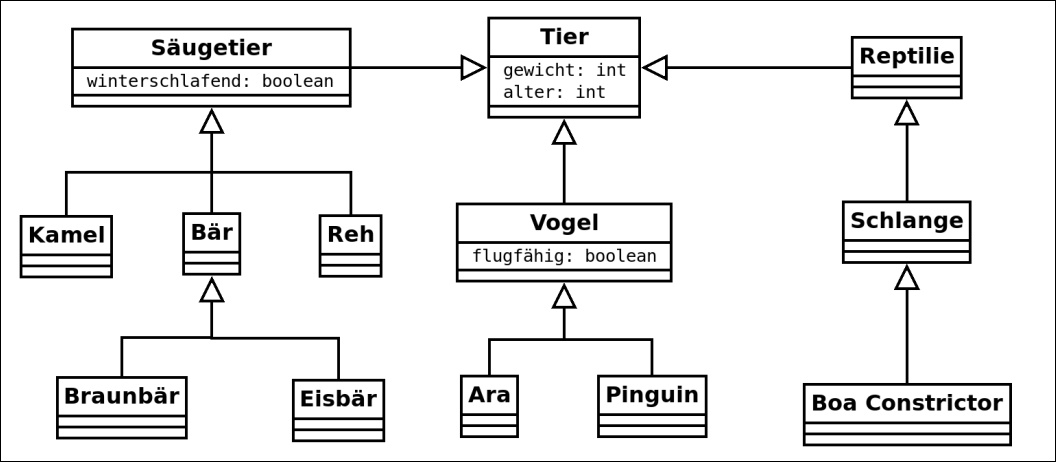 Säugetier
winterschlafend: boolean
Tier
gewicht: int
alter: int
Reptilie
Kamel
Bär
Reh
Vogel
flugfähig: boolean
Schlange
Braunbär
Eisbär
Ara
Pinguin
Boa Constrictor